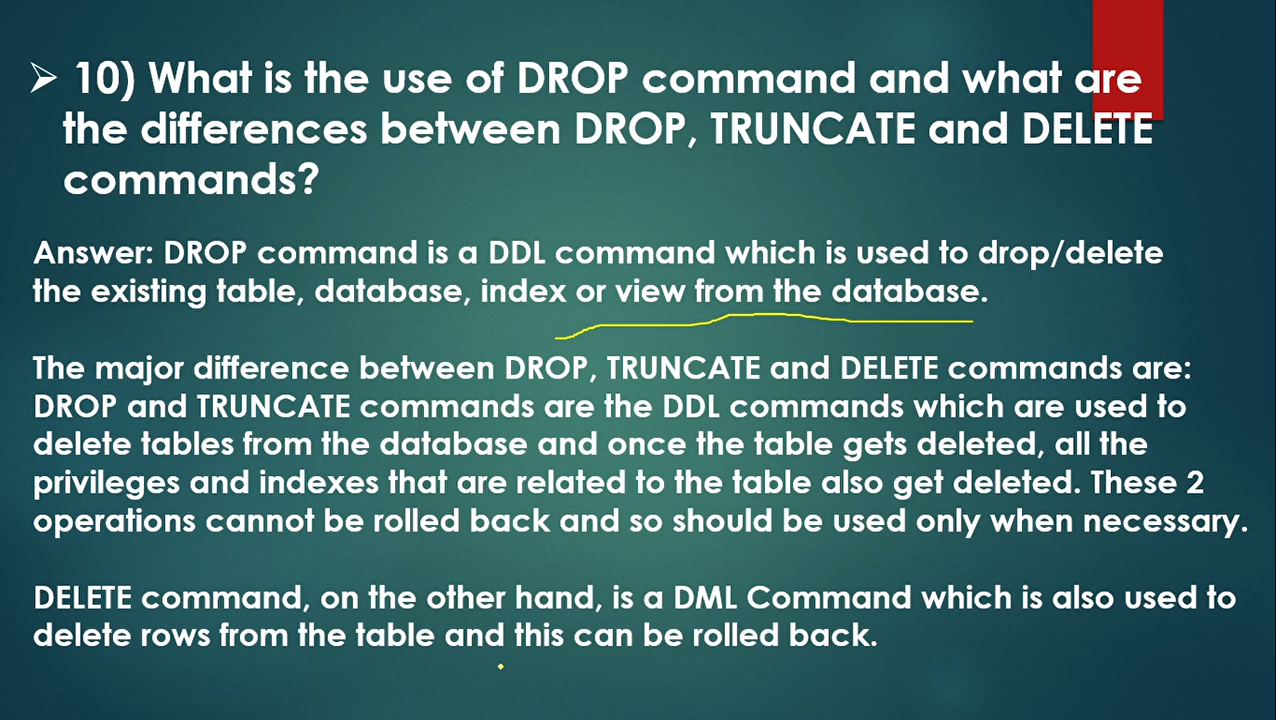 ➢ 10) What is the use of DROP command and what are
the differences between DROP, TRUNCATE and DELETE
commands?
Answer: DROP command is a DDL command which is used to drop/delete
the existing table, database, index or view from the database.
The major difference between DROP, TRUNCATE and DELETE commands are:
DROP and TRUNCATE commands are the DDL commands which are used to
delete tables from the database and once the table gets deleted, all the
privileges and indexes that are related to the table also get deleted. These 2
operations cannot be rolled back and so should be used only when necessary.
DELETE command, on the other hand, is a DML Command which is also used to
delete rows from the table and this can be rolled back.